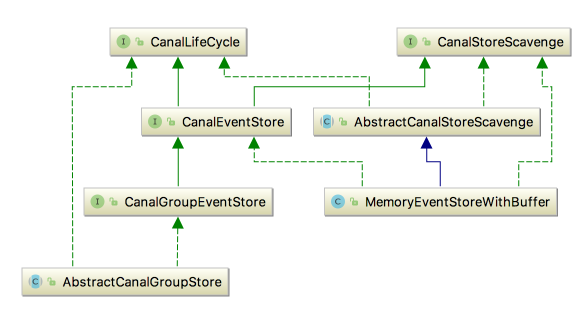 I CanalLifeCycle
I CanalStoreScavenge
I CanalEventStore
C AbstractCanalStoreScavenge
I CanalGroupEventStore
C MemoryEventStoreWithBuffer
C AbstractCanalGroupStore